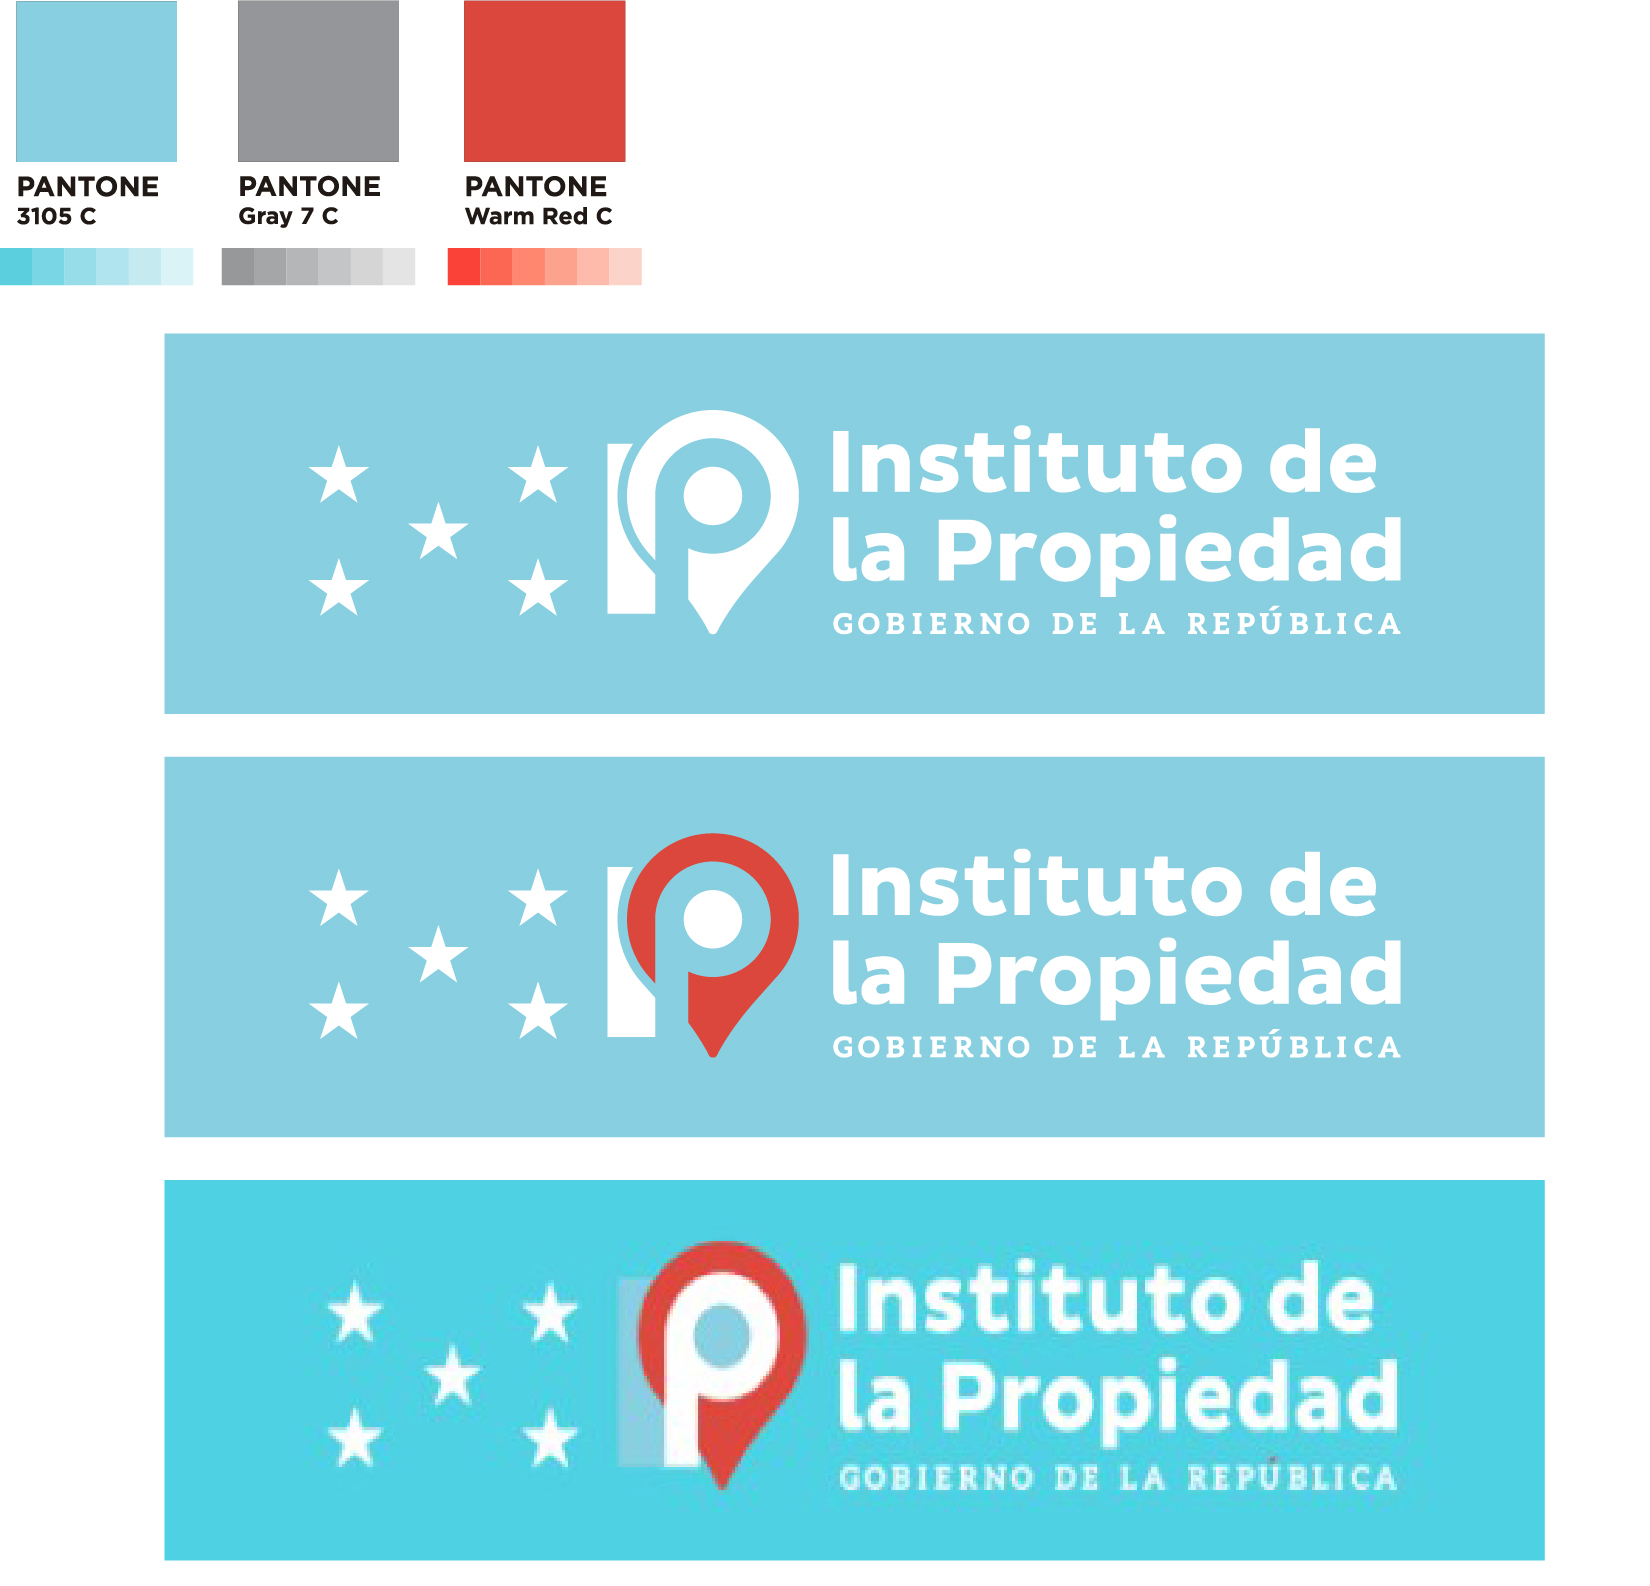 PANTONE
3105 C
PANTONE
Gray 7 C
PANTONE
Warm Red C
Instituto de
la Propiedad
GOBIERNO DE LA REPÚBLICA
Instituto de
la Propiedad
GOBIERNO DE LA REPÚBLICA
Instituto de
la Propiedad
GOBIERNO DE LA REPÚBLICA